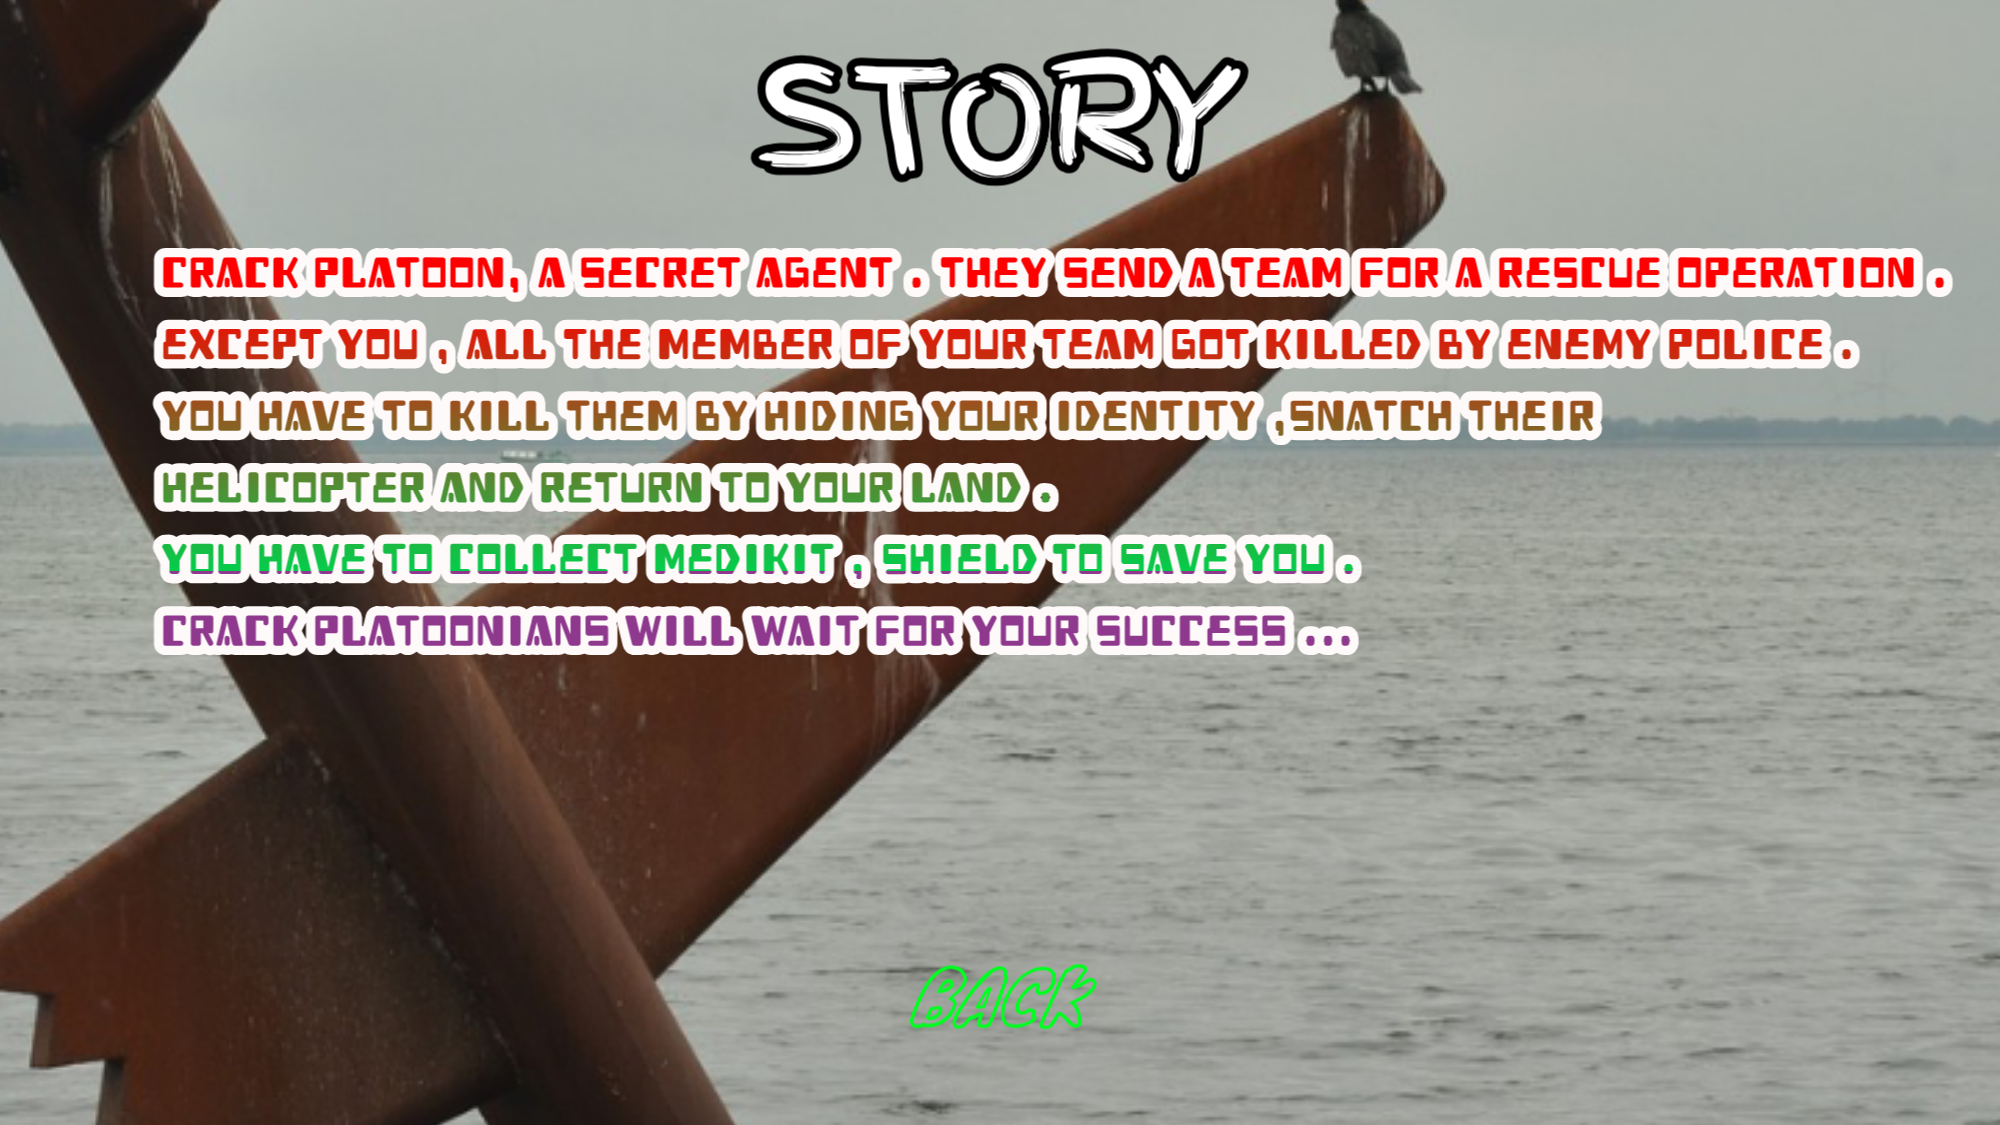 STORY
CRACK PLATOON, A SECRET AGENT . THEY SEND A TEAM FOR A RESCUE OPERATION .
EXCEPT YOU , ALL THE MEMBER OF YOUR TEAM GOT KILLED BY ENEMY POLICE .
YOU HAVE TO KILL THEM BY HIDING YOUR IDENTITY ,SNATCH THEIR
HELICOPTER AND RETURN TO YOUR LAND .
YOU HAVE TO COLLECT MEDIKIT , SHIELD TO SAVE YOU .
CRACK PLATOONIANS WILL WAIT FOR YOUR SUCCESS ...
BACK